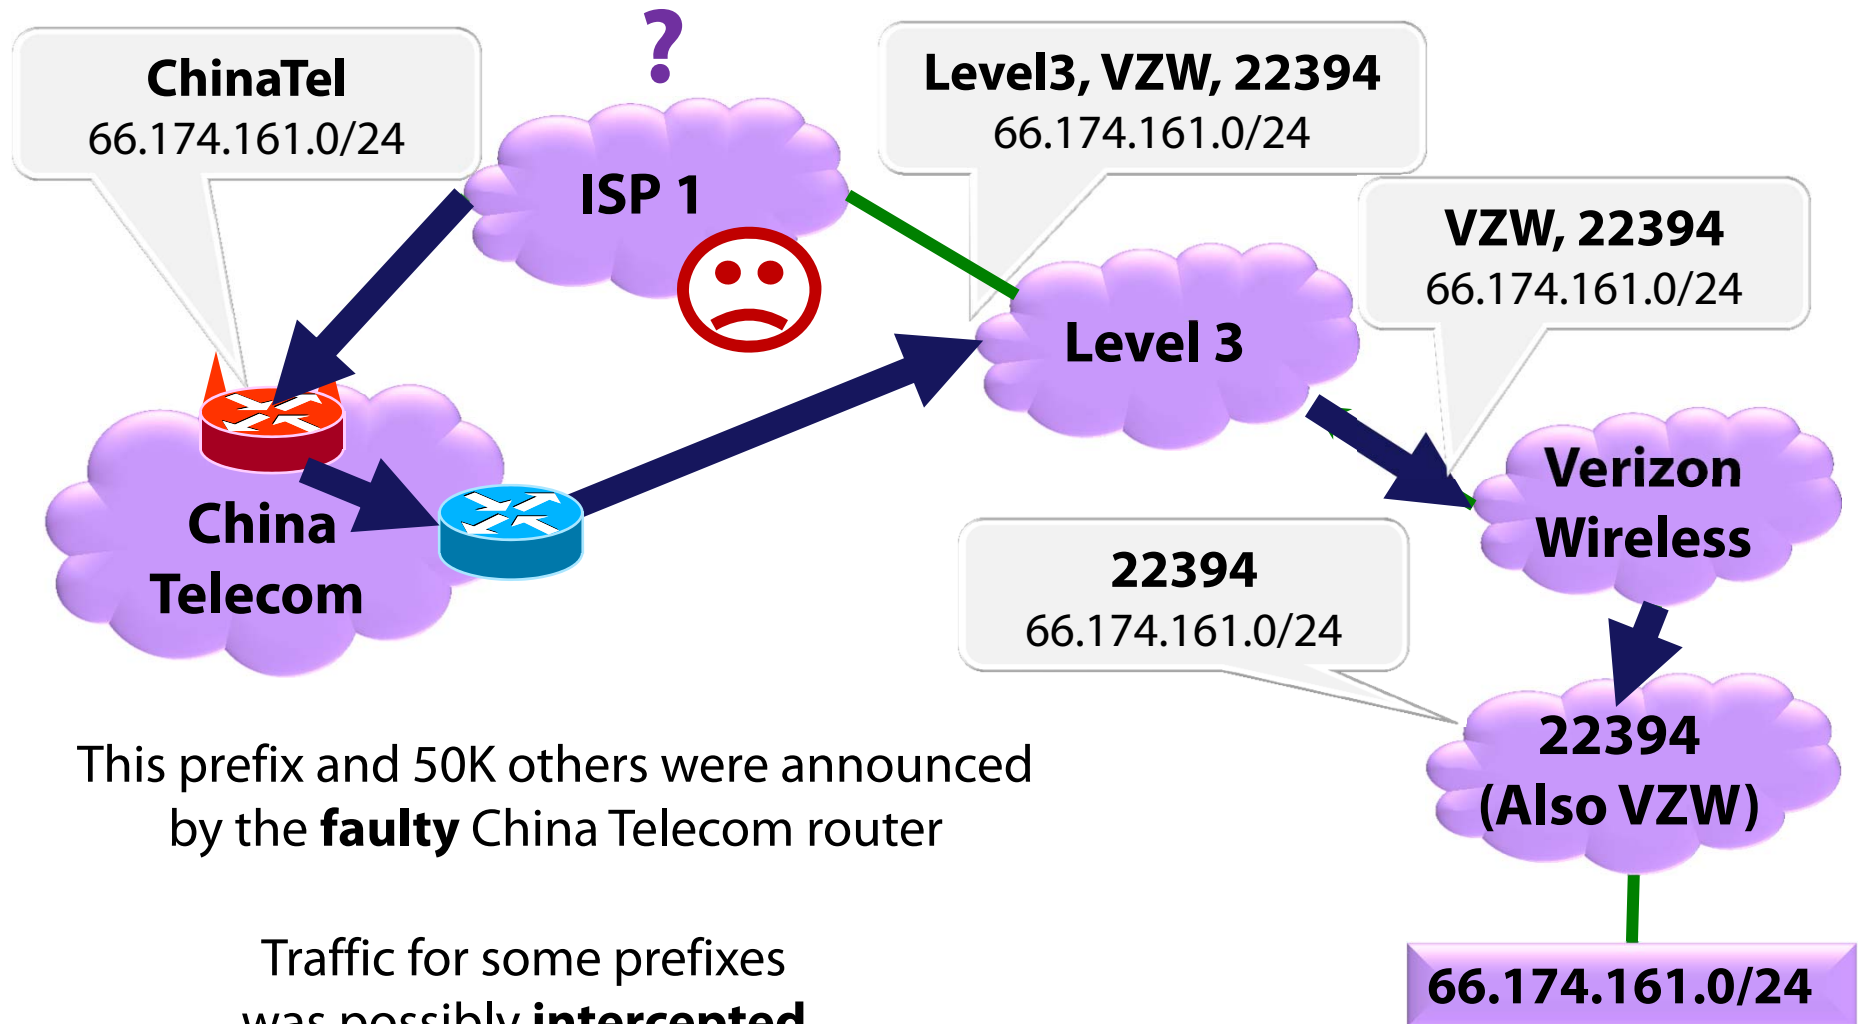 ?
ChinaTel
66.174.161.0/24
ISP 1
Level3, VZW, 22394
66.174.161.0/24
VZW, 22394
66.174.161.0/24
Level 3
China
Telecom
Verizon
Wireless
22394
66.174.161.0/24
22394
(Also VZW)
66.174.161.0/24
This prefix and 50K others were announced
by the faulty China Telecom router
Traffic for some prefixes
was possibly intercepted